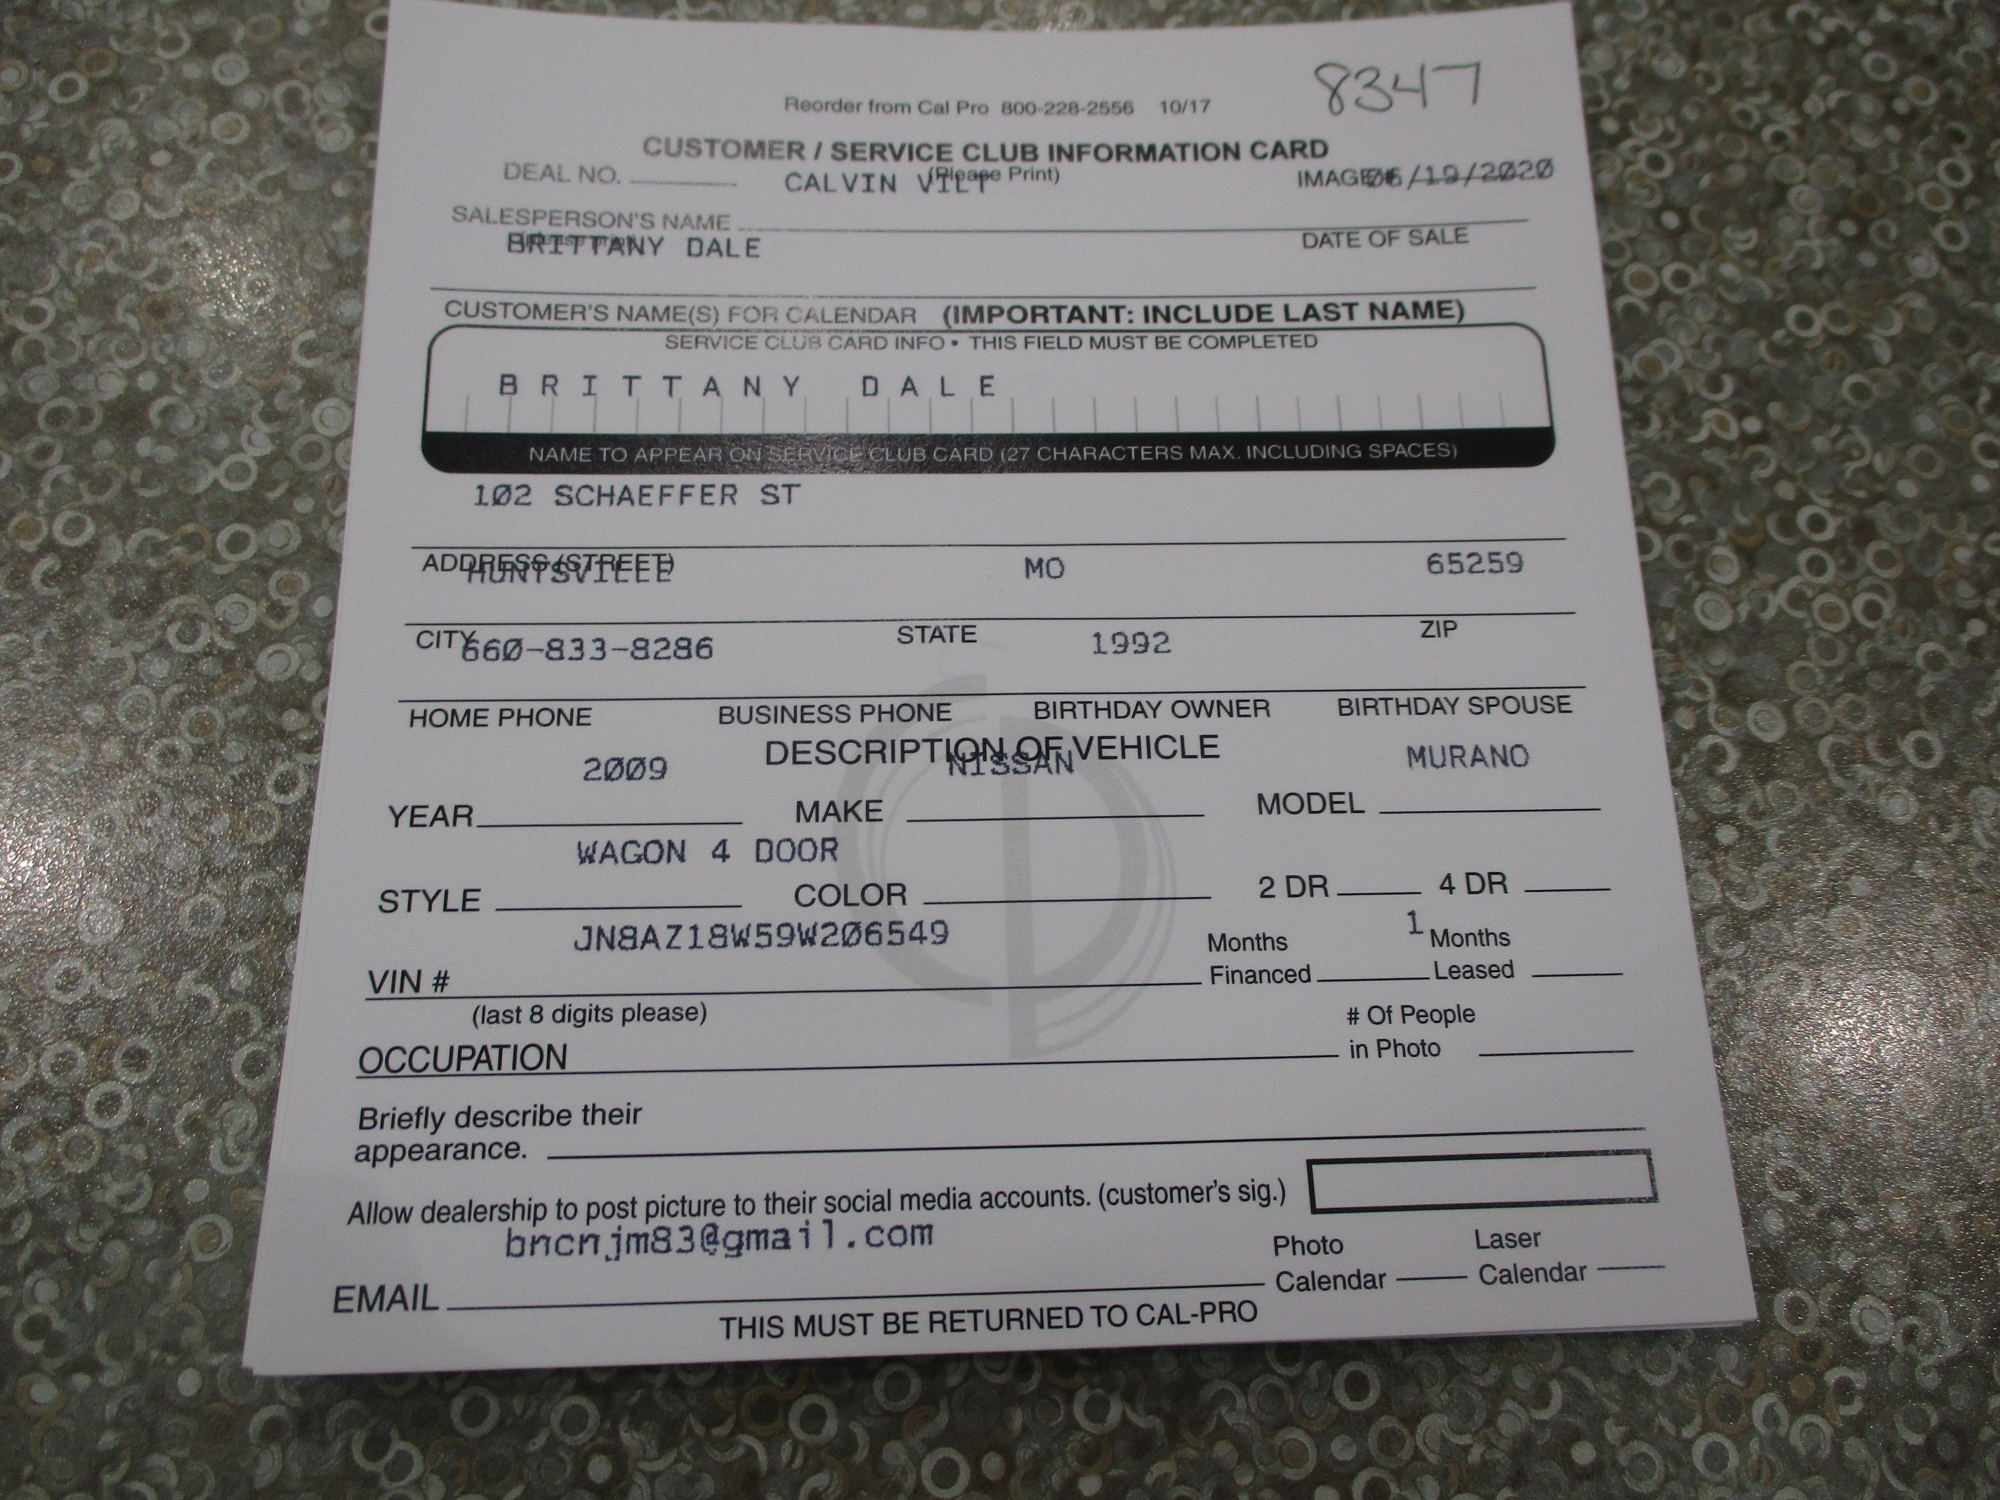 8347
Reorder from Cal Pro 800-228-2556 10/17
CUSTOMER / SERVICE CLUB INFORMATION CARD
(Please Print)
DEAL NO. CALVIN VILT IMAGE# 06/19/2020
SALESPERSON'S NAME
BRITTANY DALE DATE OF SALE
CUSTOMER'S NAME(S) FOR CALENDAR (IMPORTANT: INCLUDE LAST NAME)
SERVICE CLUB CARD INFO • THIS FIELD MUST BE COMPLETED
BRITTANY DALE
NAME TO APPEAR ON SERVICE CLUB CARD (27 CHARACTERS MAX. INCLUDING SPACES)
102 SCHAEFFER ST
ADDRESS (STREET)
HUNTSVILLE MO 65259
CITY STATE ZIP
660-833-8286 1992
HOME PHONE BUSINESS PHONE BIRTHDAY OWNER BIRTHDAY SPOUSE
DESCRIPTION OF VEHICLE
2009 NISSAN MURANO
YEAR MAKE MODEL
WAGON 4 DOOR
STYLE COLOR 2 DR 4 DR
JN8AZ18W59W206549 Months 1 Months
VIN # Financed Leased
(last 8 digits please) # Of People
OCCUPATION in Photo
Briefly describe their
appearance.
Allow dealership to post picture to their social media accounts. (customer's sig.)
bncnjm83@gmail.com Photo Laser
EMAIL Calendar Calendar
THIS MUST BE RETURNED TO CAL-PRO